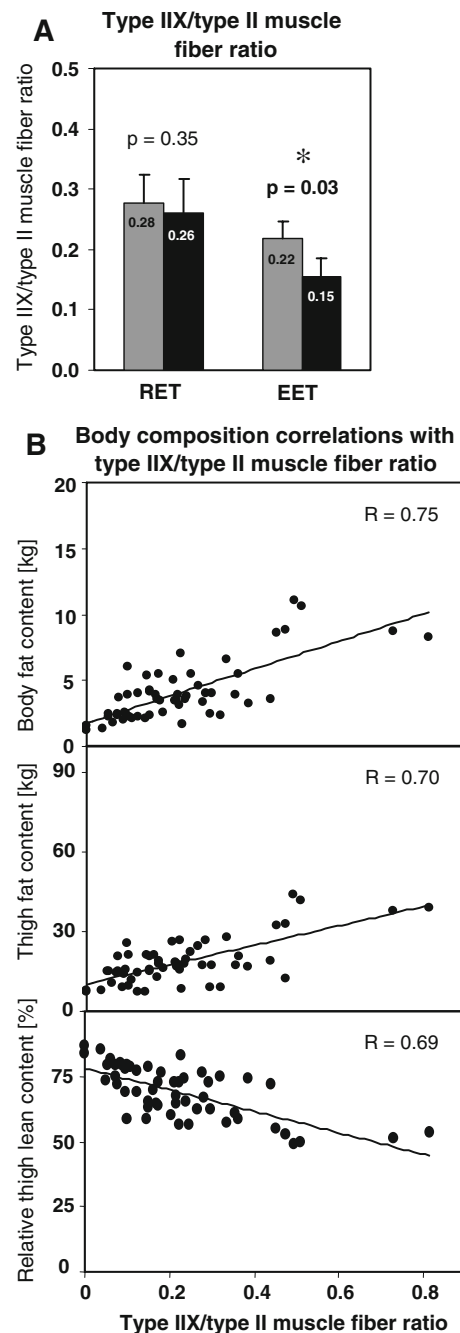 A
Type IIX/type II muscle
fiber ratio
Type IIX/type II muscle fiber ratio
0.5
0.4
0.3
0.2
0.1
0.0
p = 0.35
*
p = 0.03
0.28
0.26
0.22
0.15
RET
EET
B
Body composition correlations with
type IIX/type II muscle fiber ratio
Body fat content [kg]
20
15
10
5
0
R = 0.75
Thigh fat content [kg]
90
60
30
0
R = 0.70
Relative thigh lean content [%]
75
50
25
0
R = 0.69
0
0.2
0.4
0.6
0.8
Type IIX/type II muscle fiber ratio